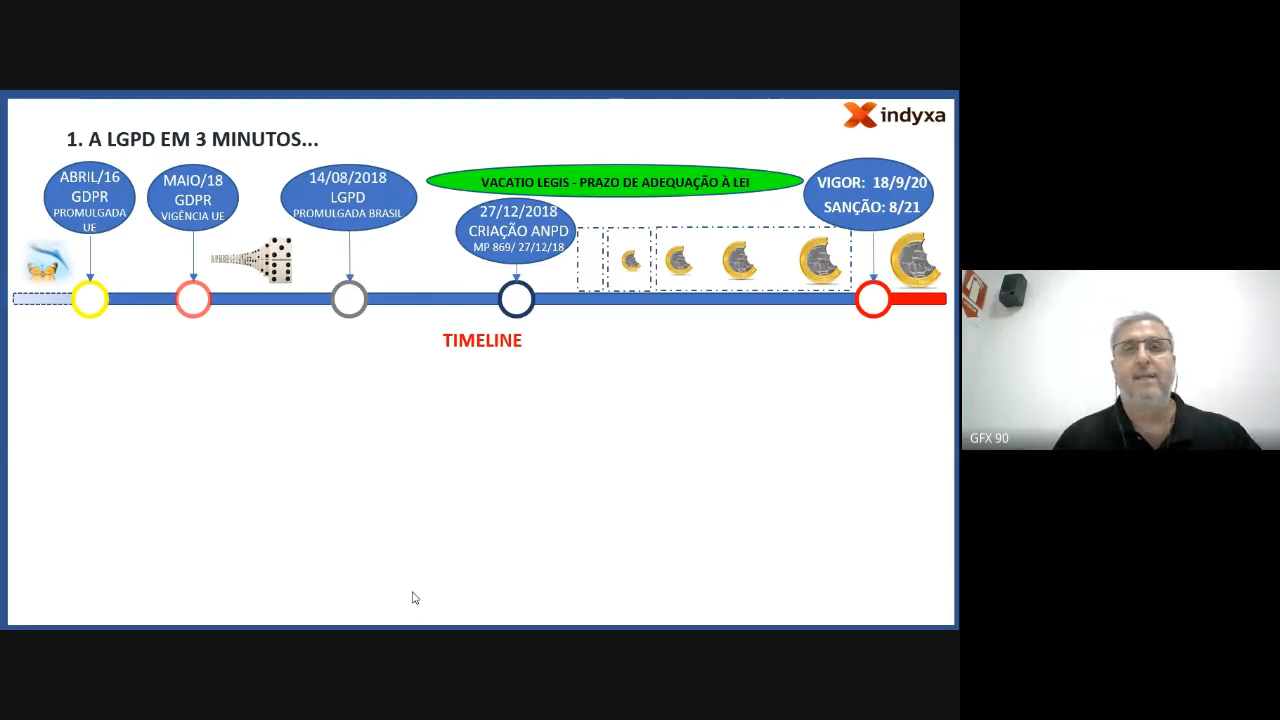 indyxa
1. A LGPD EM 3 MINUTOS...
ABRIL/16
GDPR
PROMULGADA
UE
MAIO/18
GDPR
VIGÊNCIA UE
14/08/2018
LGPD
PROMULGADA BRASIL
VACATIO LEGIS - PRAZO DE ADEQUAÇÃO À LEI
27/12/2018
CRIAÇÃO ANPD
MP 869/ 27/12/18
VIGOR: 18/9/20
SANÇÃO: 8/21
TIMELINE
GFX 90